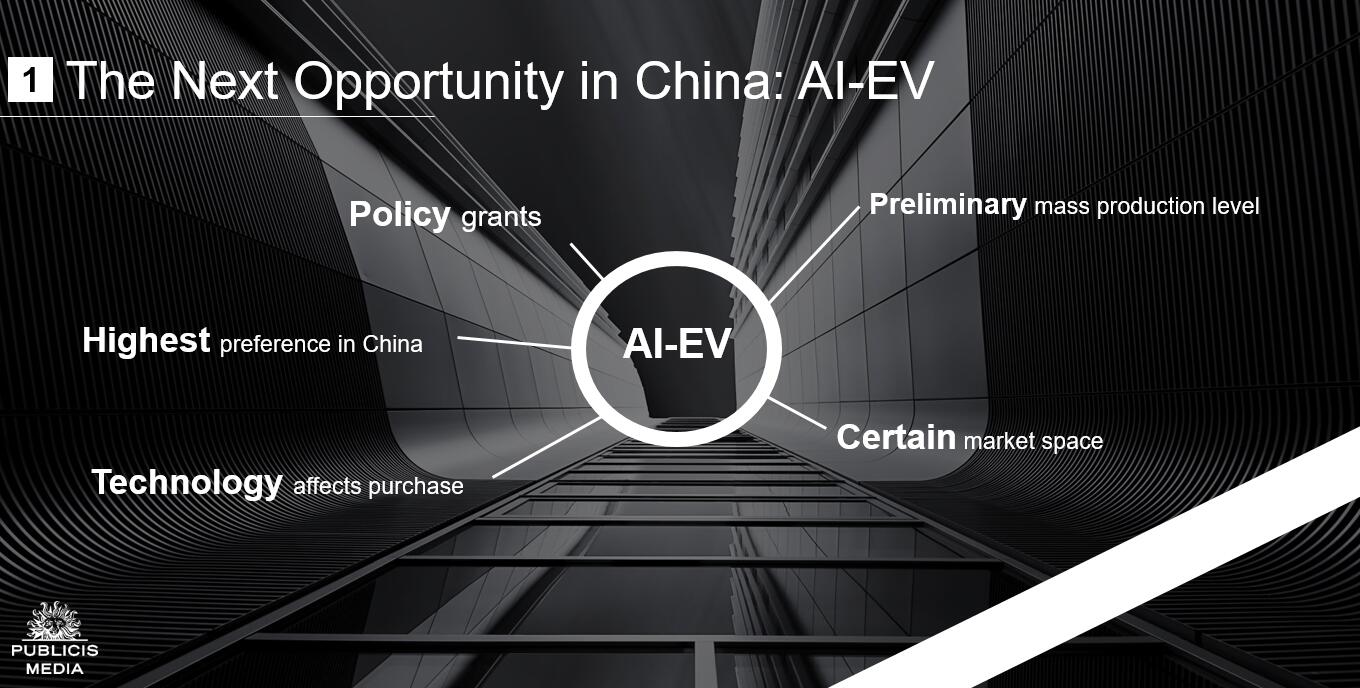 1 The Next Opportunity in China: AI-EV
Policy grants
Preliminary mass production level
Highest preference in China
AI-EV
Certain market space
Technology affects purchase
PUBLICIS
MEDIA